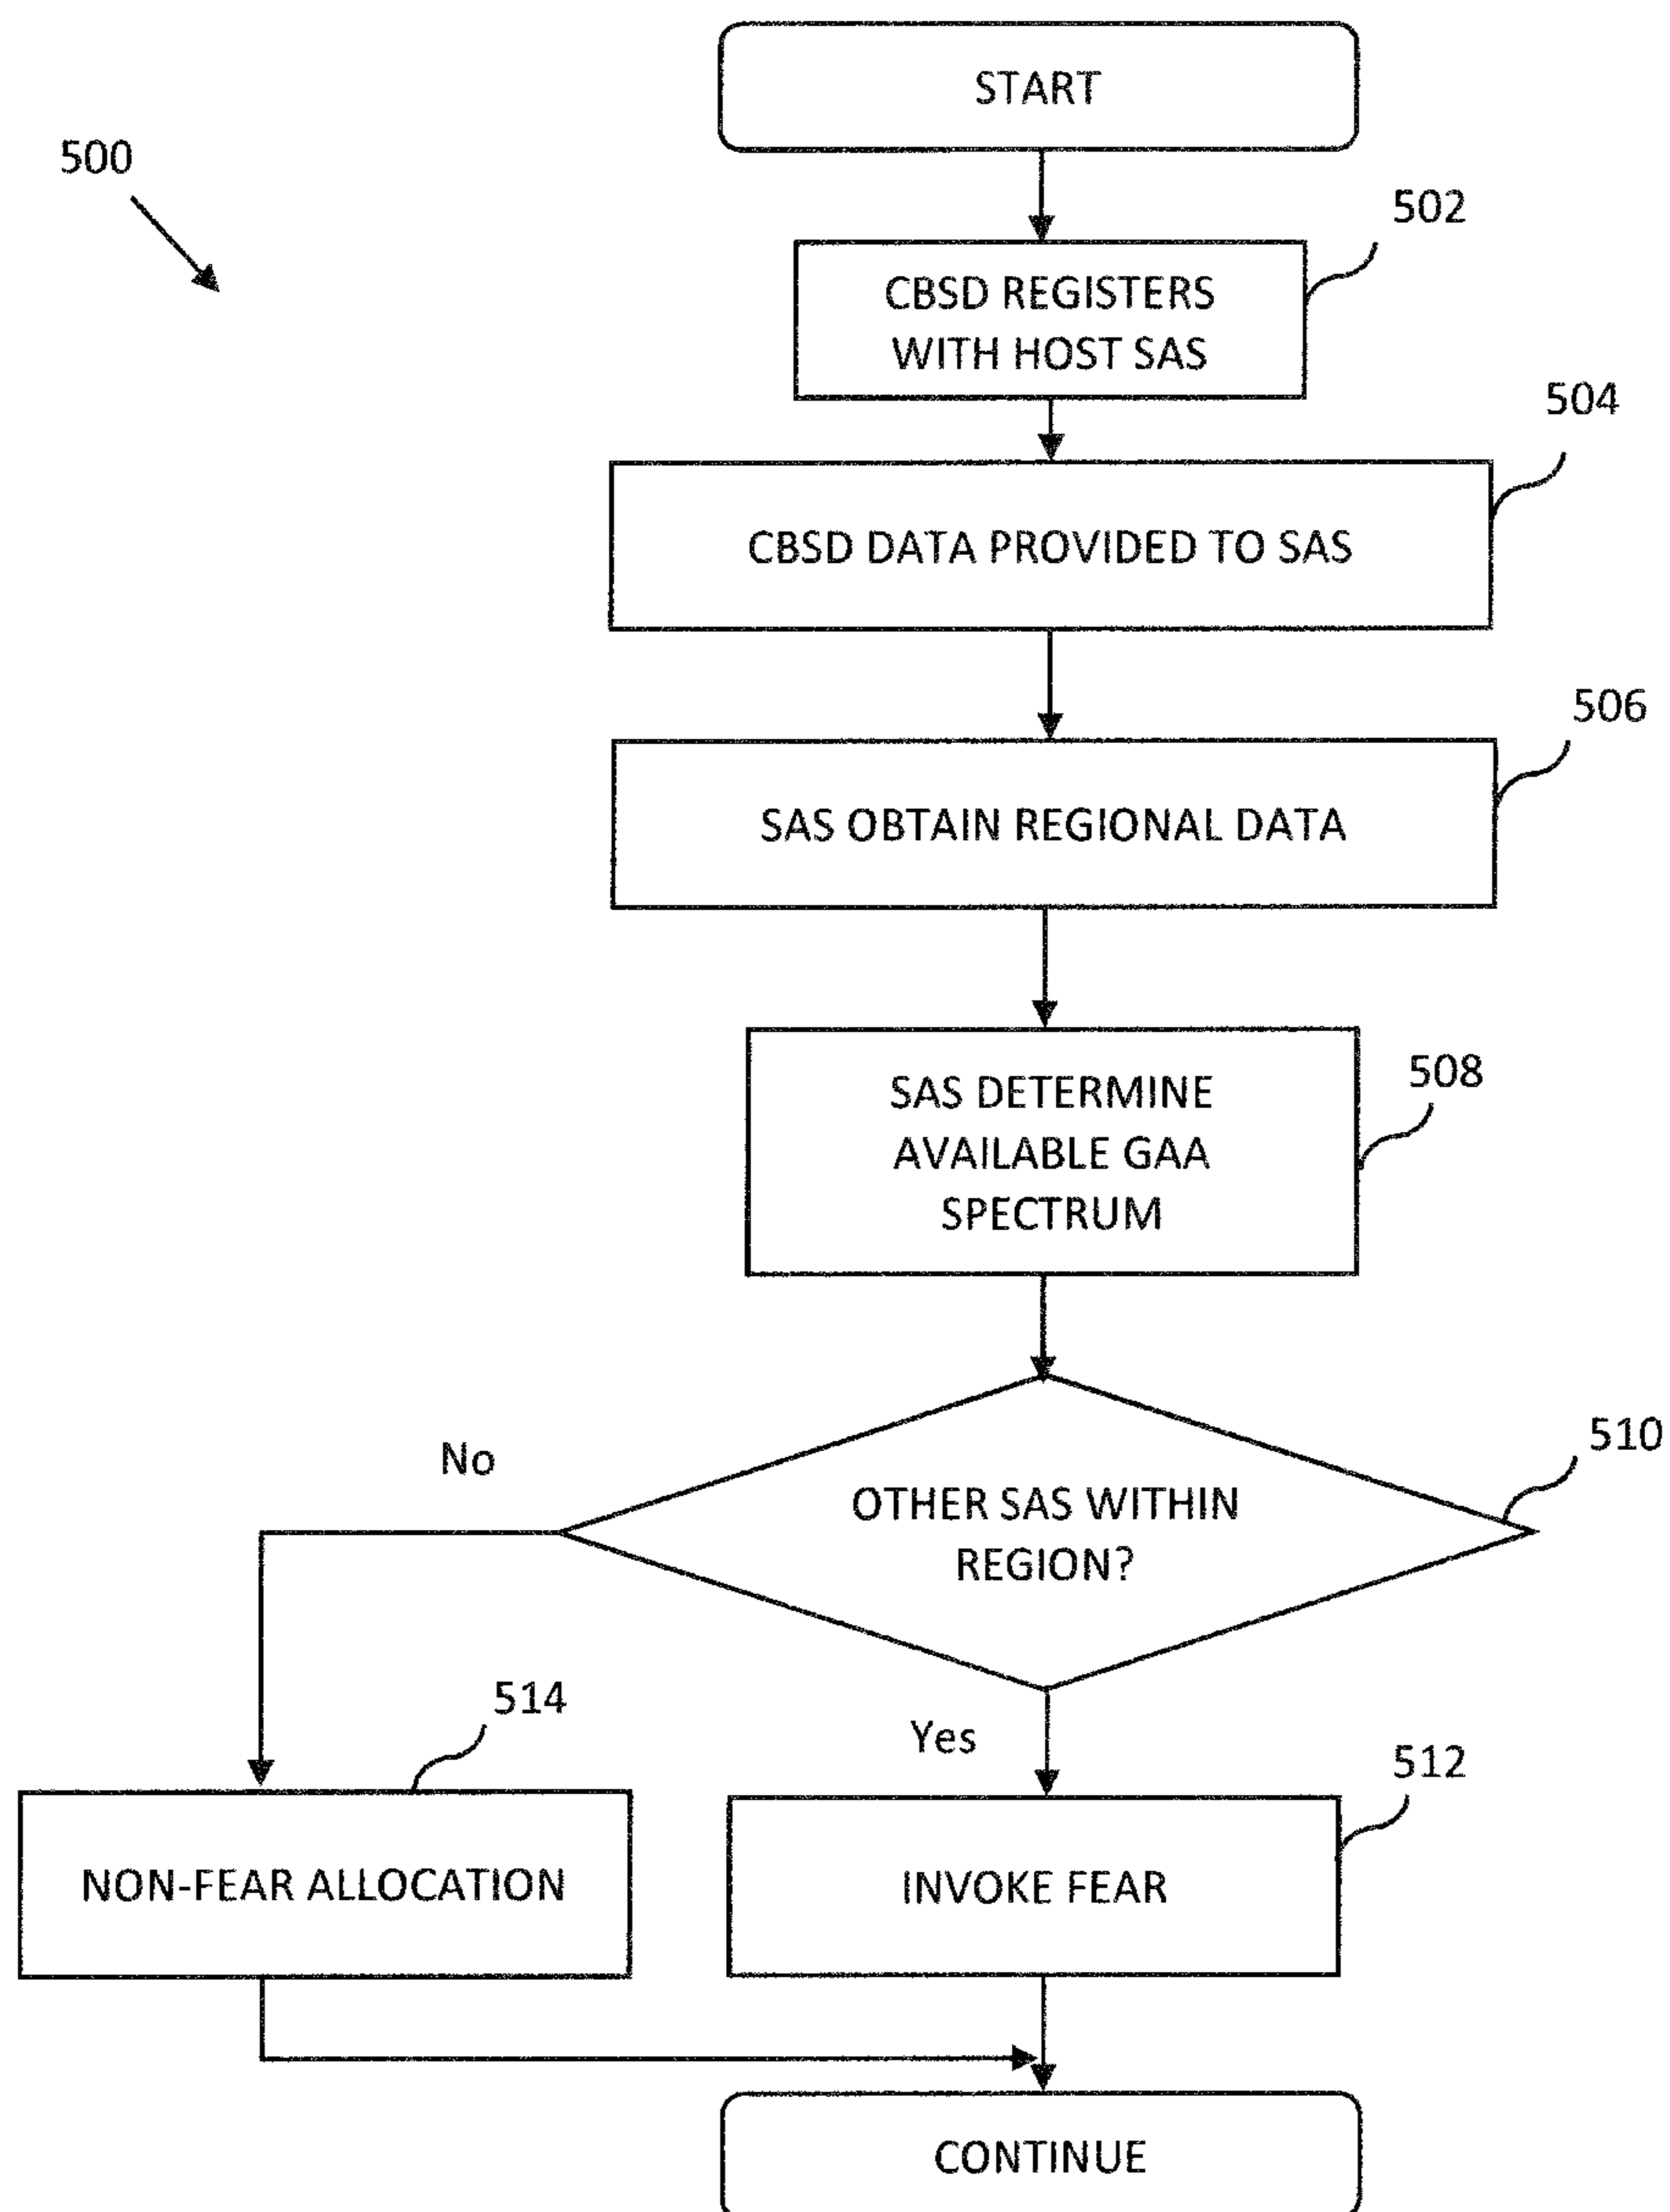 START
500
502
CBSD REGISTERS
WITH HOST SAS
504
CBSD DATA PROVIDED TO SAS
506
SAS OBTAIN REGIONAL DATA
508
SAS DETERMINE
AVAILABLE GAA
SPECTRUM
510
No
OTHER SAS WITHIN
REGION?
514
Yes
512
NON-FEAR ALLOCATION
INVOKE FEAR
CONTINUE